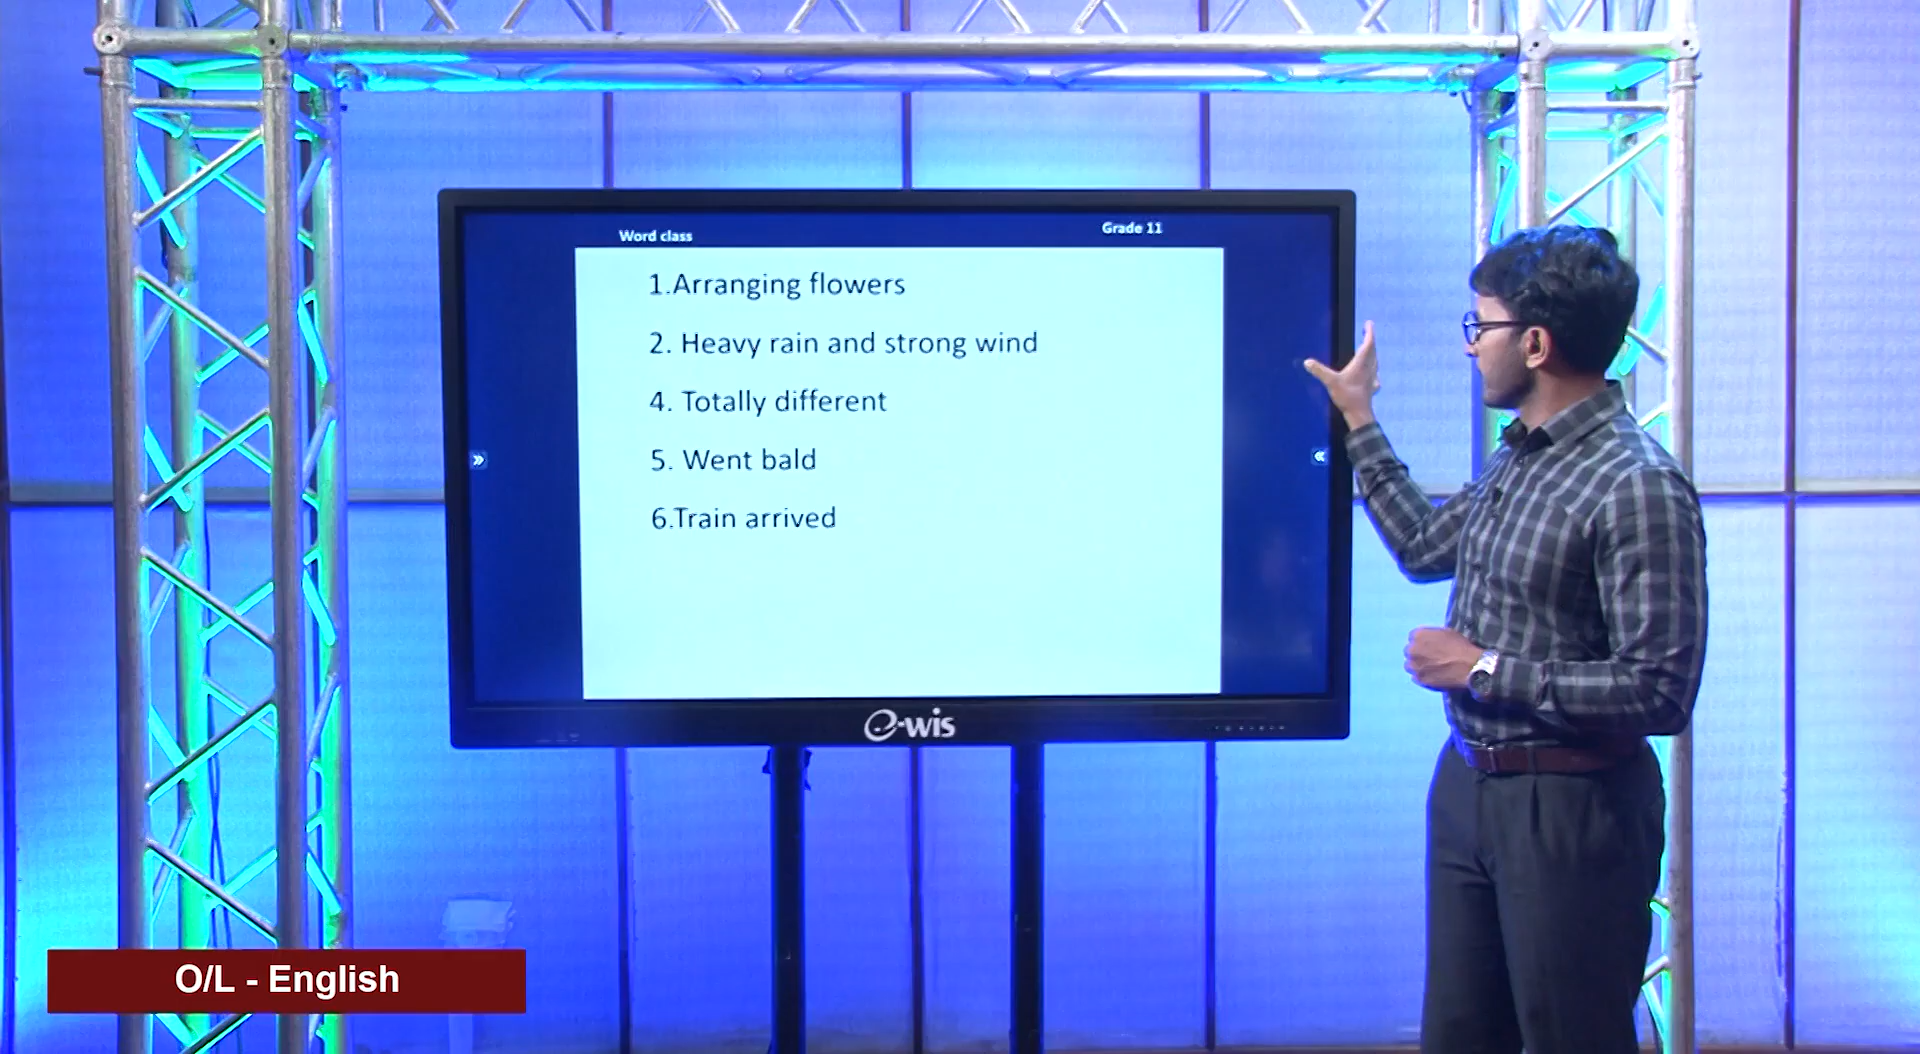 Word class
Grade 11
1.Arranging flowers
2. Heavy rain and strong wind
4. Totally different
5. Went bald
6.Train arrived
e-wis
O/L - English